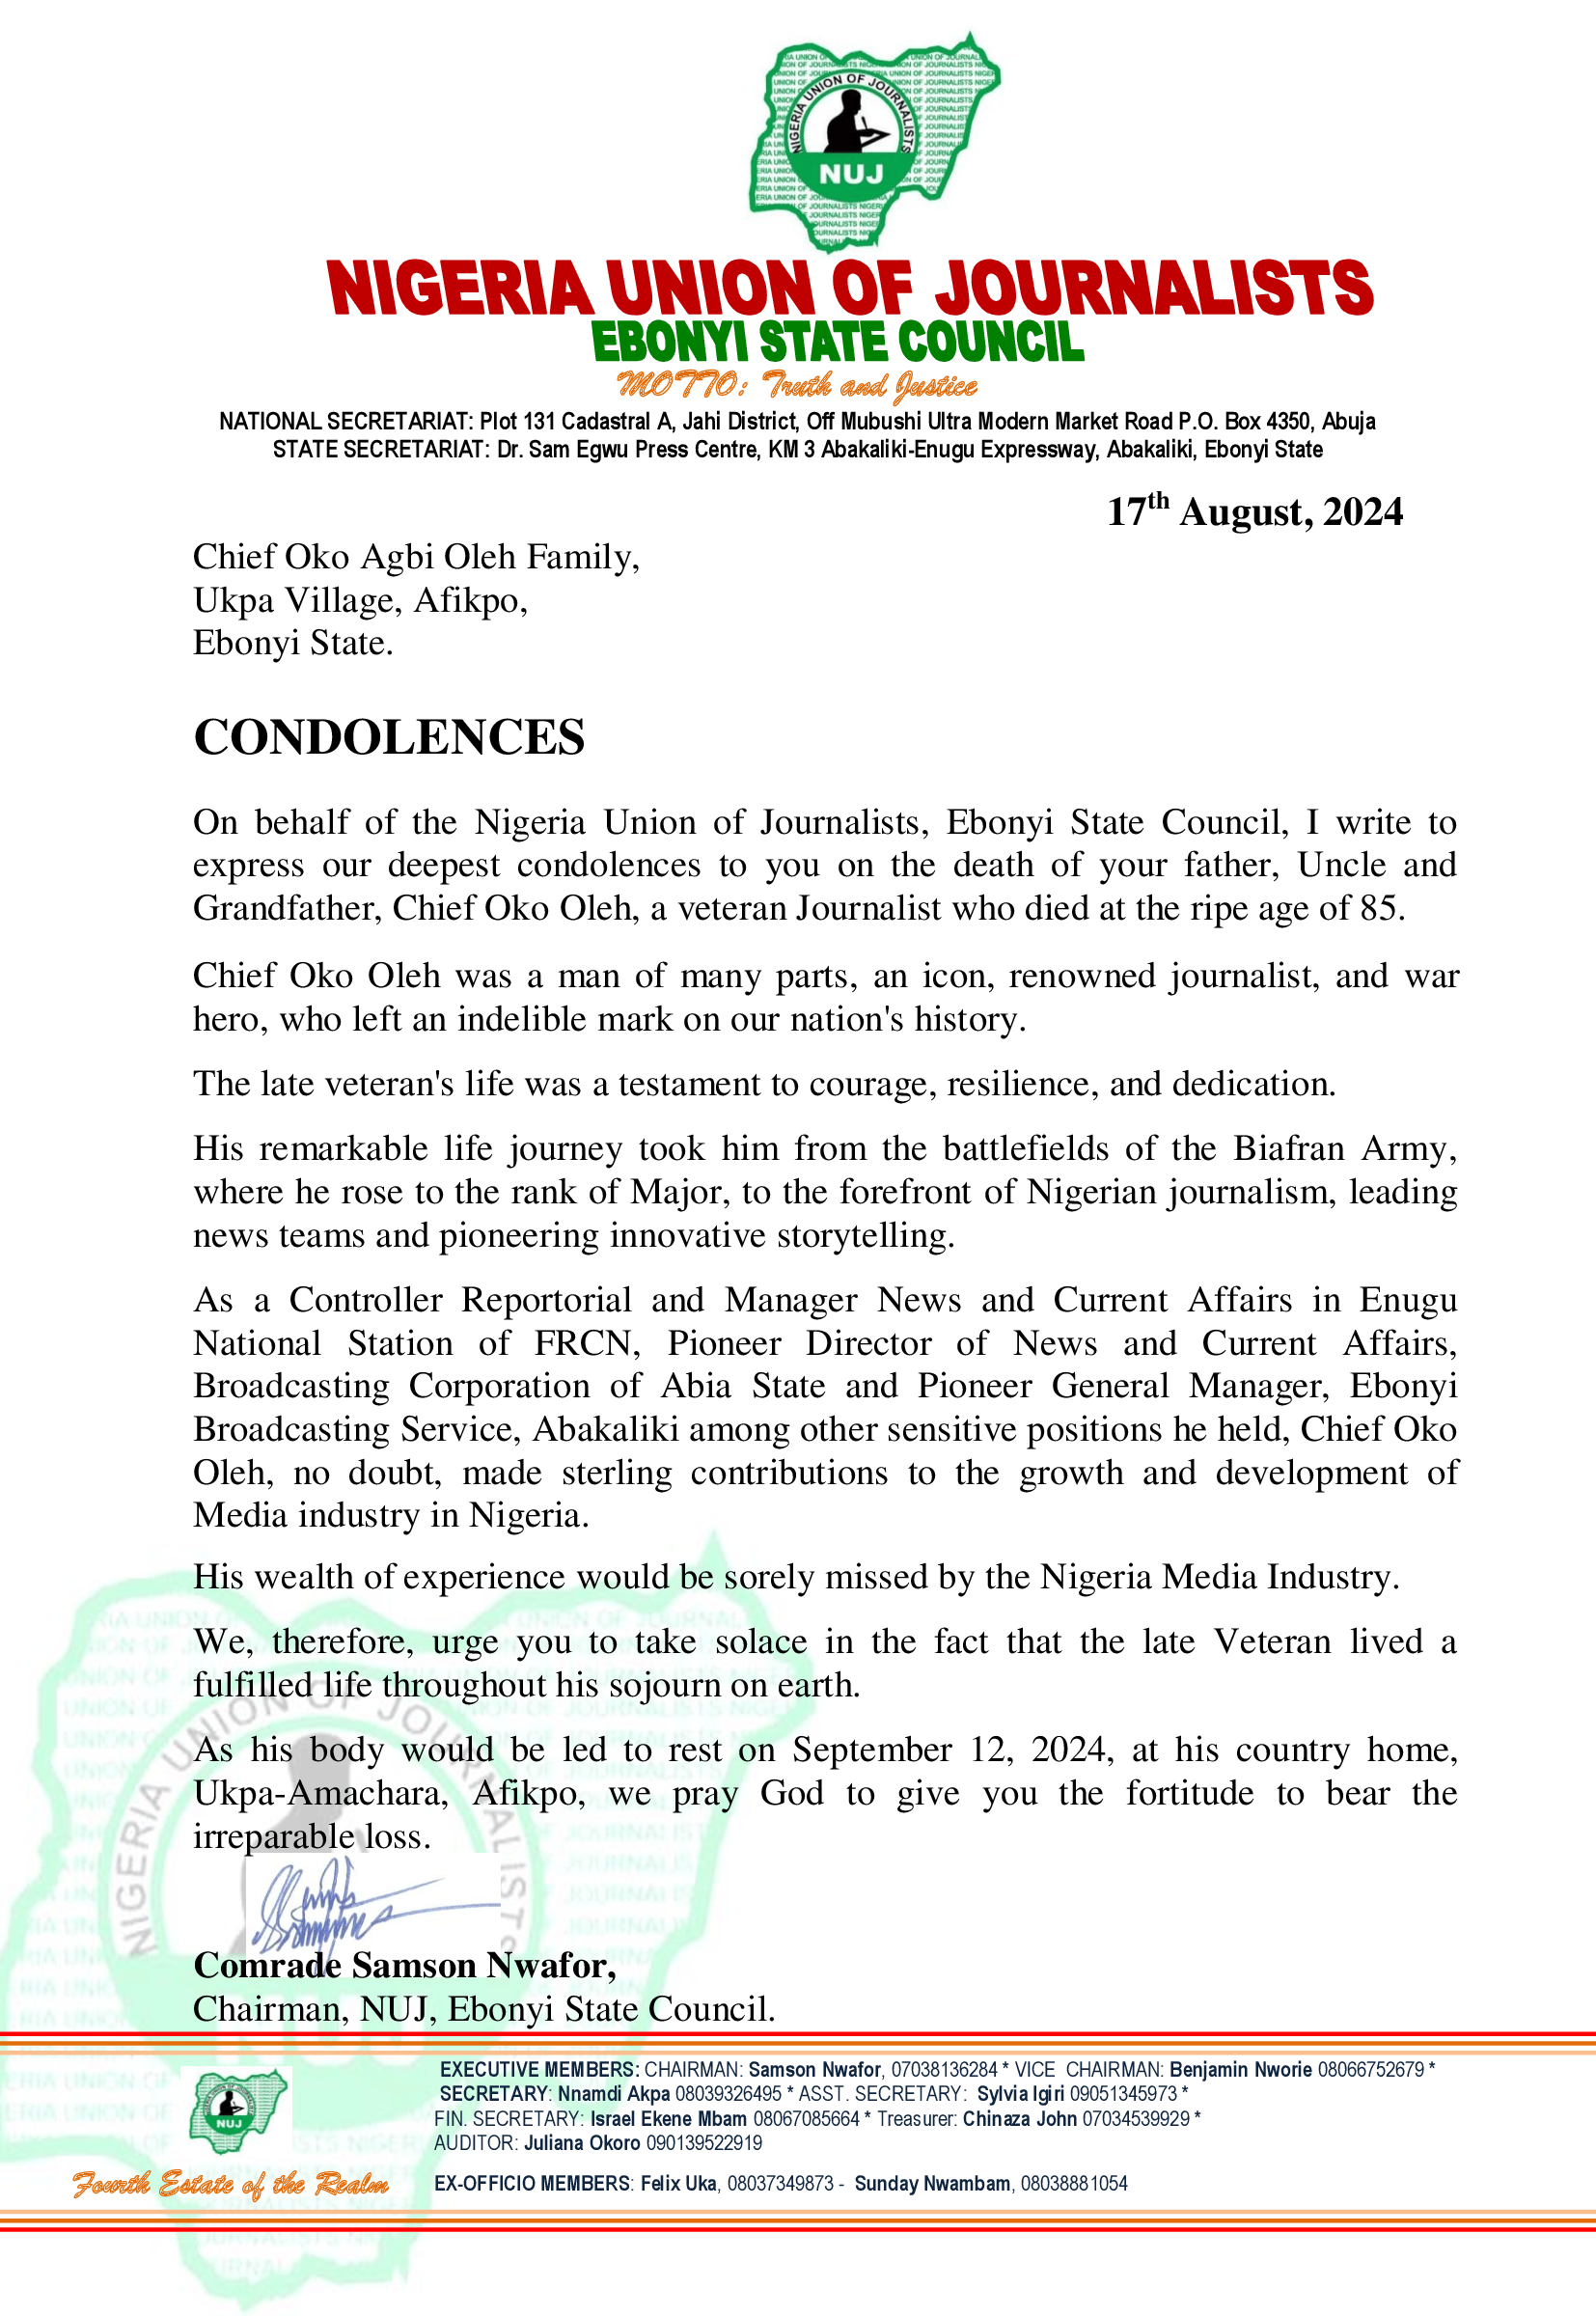 NIGERIA UNION OF JOURNALISTS
NUJ
NIGERIA UNION OF JOURNALISTS
EBONYI STATE COUNCIL
MOTTO: Truth and Justice
NATIONAL SECRETARIAT: Plot 131 Cadastral A, Jahi District, Off Mubushi Ultra Modern Market Road P.O. Box 4350, Abuja
STATE SECRETARIAT: Dr. Sam Egwu Press Centre, KM 3 Abakaliki-Enugu Expressway, Abakaliki, Ebonyi State
17th August, 2024
Chief Oko Agbi Oleh Family,
Ukpa Village, Afikpo,
Ebonyi State.
CONDOLENCES
On behalf of the Nigeria Union of Journalists, Ebonyi State Council, I write to
express our deepest condolences to you on the death of your father, Uncle and
Grandfather, Chief Oko Oleh, a veteran Journalist who died at the ripe age of 85.
Chief Oko Oleh was a man of many parts, an icon, renowned journalist, and war
hero, who left an indelible mark on our nation's history.
The late veteran's life was a testament to courage, resilience, and dedication.
His remarkable life journey took him from the battlefields of the Biafran Army,
where he rose to the rank of Major, to the forefront of Nigerian journalism, leading
news teams and pioneering innovative storytelling.
As a Controller Reportorial and Manager News and Current Affairs in Enugu
National Station of FRCN, Pioneer Director of News and Current Affairs,
Broadcasting Corporation of Abia State and Pioneer General Manager, Ebonyi
Broadcasting Service, Abakaliki among other sensitive positions he held, Chief Oko
Oleh, no doubt, made sterling contributions to the growth and development of
Media industry in Nigeria.
His wealth of experience would be sorely missed by the Nigeria Media Industry.
We, therefore, urge you to take solace in the fact that the late Veteran lived a
fulfilled life throughout his sojourn on earth.
As his body would be led to rest on September 12, 2024, at his country home,
Ukpa-Amachara, Afikpo, we pray God to give you the fortitude to bear the
irreparable loss.
Comrade Samson Nwafor,
Chairman, NUJ, Ebonyi State Council.
EXECUTIVE MEMBERS: CHAIRMAN: Samson Nwafor, 07038136284 * VICE CHAIRMAN: Benjamin Nworie 08066752679 *
SECRETARY: Nnamdi Akpa 08039326495 * ASST. SECRETARY: Sylvia Igiri 09051345973 *
FIN. SECRETARY: Israel Ekene Mbam 08067085664 * Treasurer: Chinaza John 07034539929 *
AUDITOR: Juliana Okoro 090139522919
NUJ
Fourth Estate of the Realm
EX-OFFICIO MEMBERS: Felix Uka, 08037349873 - Sunday Nwambam, 08038881054